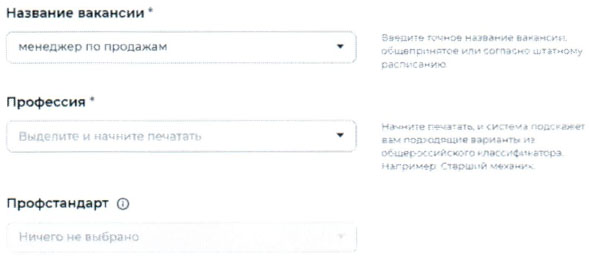 Название вакансии *
менеджер по продажам
Введите точное название вакансии,
общепринятое или согласно штатному
расписанию
Профессия *
Выделите и начните печатать
Начните печатать, и система подскажет
вам подходящие варианты из
общероссийского классификатора.
Например: Старший механик.
Профстандарт
Ничего не выбрано